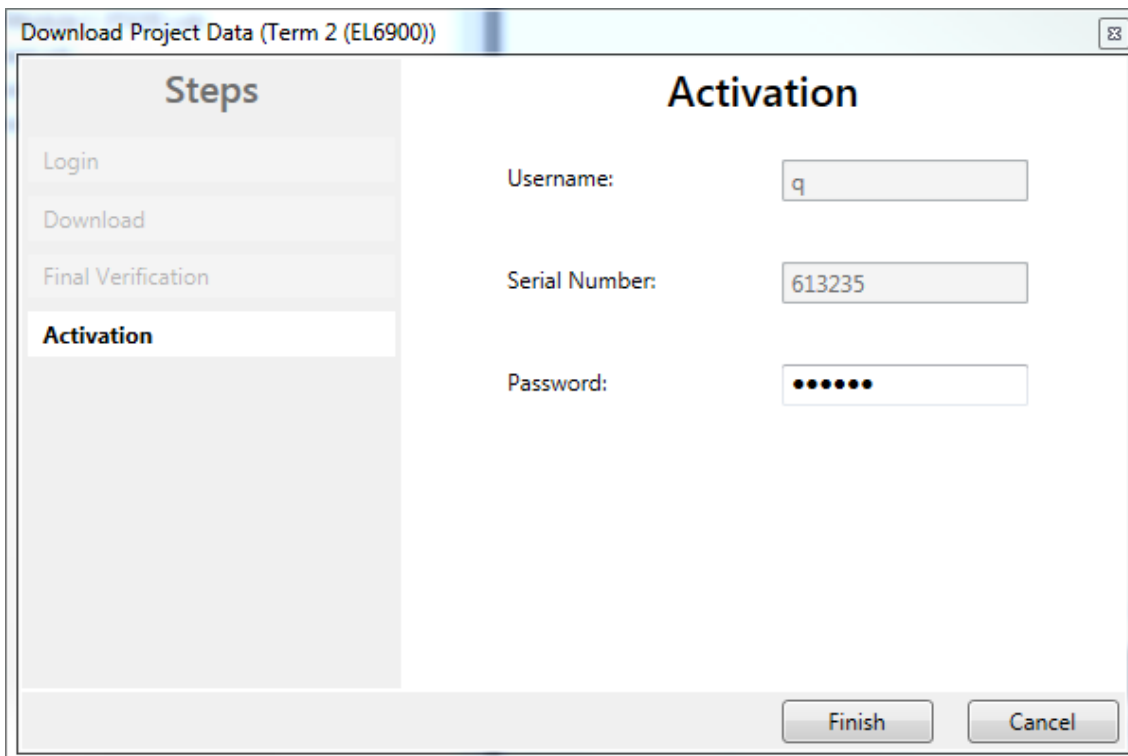 Download Project Data (Term 2 (EL6900))
Steps
Login
Download
Final Verification
Activation
Activation
Username: q
Serial Number: 613235
Password: ●●●●●●
Finish Cancel